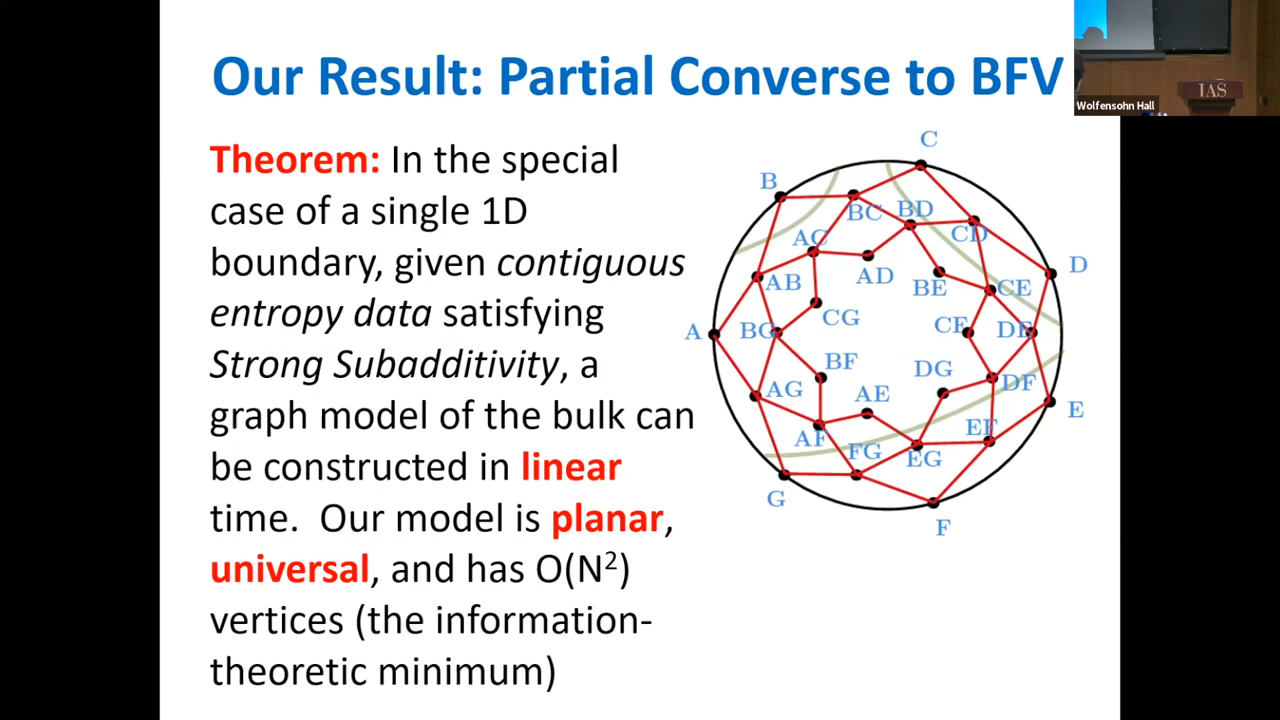 Our Result: Partial Converse to BFV
IAS
Wolfensohn Hall
Theorem: In the special
case of a single 1D
boundary, given contiguous
entropy data satisfying
Strong Subadditivity, a
graph model of the bulk can
be constructed in linear
time. Our model is planar,
universal, and has O(N²)
vertices (the information-
theoretic minimum)
C
B
BC
BD
AC
CD
AD
D
AB
BE
CE
CG
A
BG
CF
DE
BF
DG
AG
AE
DF
E
AF
FG
EF
EG
G
F